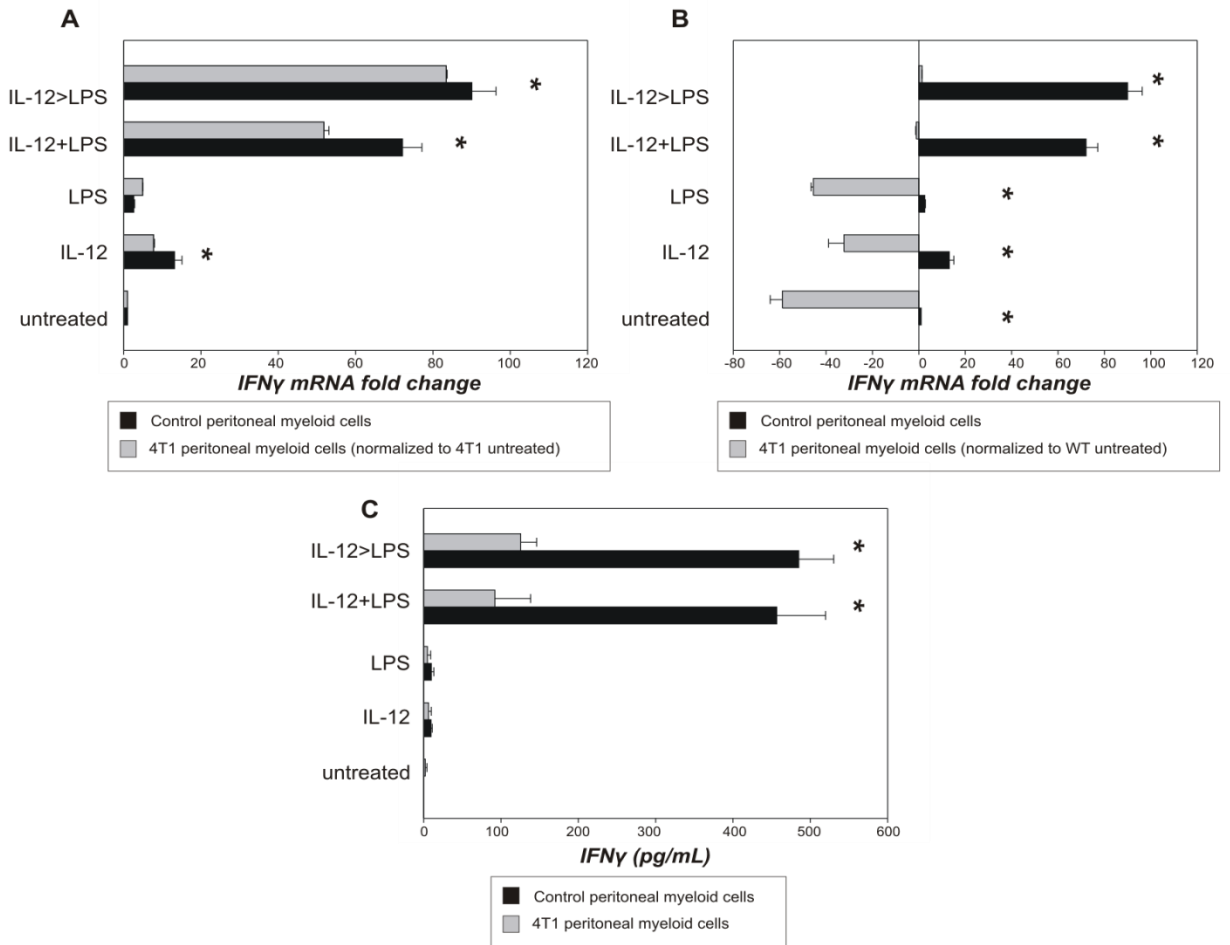 A
IL-12>LPS
*
IL-12+LPS
*
LPS
IL-12
*
untreated
0 20 40 60 80 100 120
IFNγ mRNA fold change
Control peritoneal myeloid cells
4T1 peritoneal myeloid cells (normalized to 4T1 untreated)
B
IL-12>LPS
*
IL-12+LPS
*
LPS
*
IL-12
*
untreated
*
-80 -60 -40 -20 0 20 40 60 80 100 120
IFNγ mRNA fold change
Control peritoneal myeloid cells
4T1 peritoneal myeloid cells (normalized to WT untreated)
C
IL-12>LPS
*
IL-12+LPS
*
LPS
IL-12
untreated
0 100 200 300 400 500 600
IFNγ (pg/mL)
Control peritoneal myeloid cells
4T1 peritoneal myeloid cells